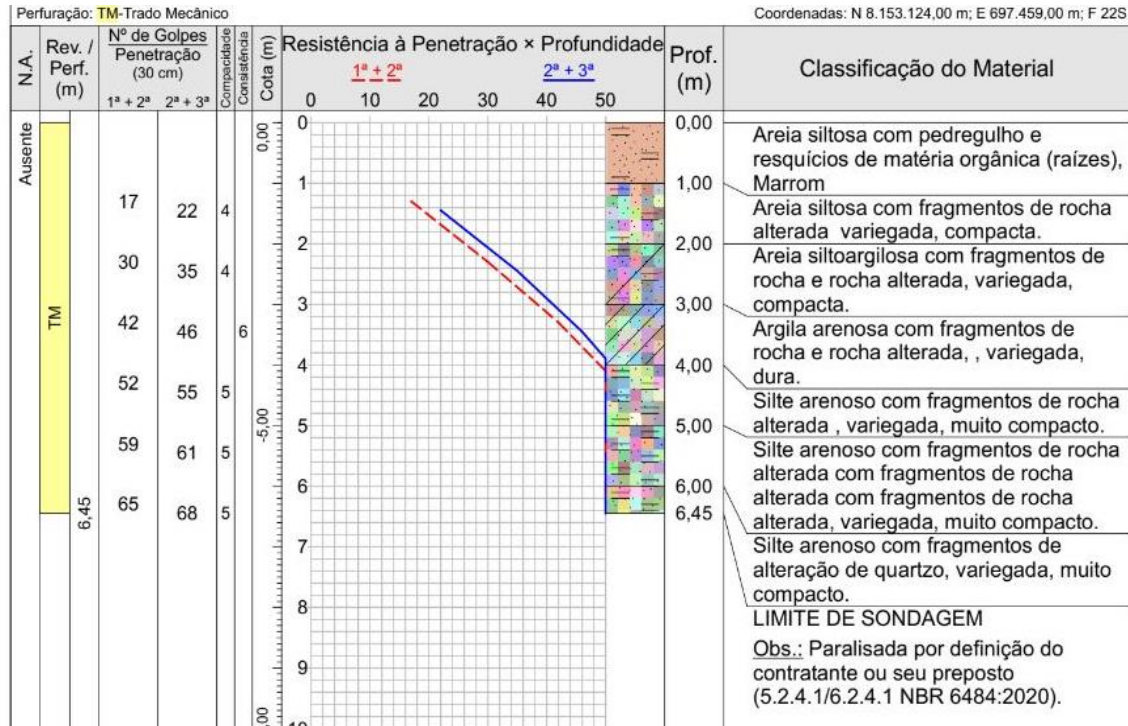 Perfuração: TM-Trado Mecânico
Coordenadas: N 8.153.124,00 m; E 697.459,00 m; F 22S
N.A.
Rev. /
Perf.
(m)
Nº de Golpes
Penetração
(30 cm)
1ª + 2ª 2ª + 3ª
Compacidade
Consistência
Cota (m)
Resistência à Penetração × Profundidade
1ª + 2ª 2ª + 3ª
0 10 20 30 40 50
Prof.
(m)
Classificação do Material
Ausente
TM
6,45
17 22 4
30 35 4
42 46 6
52 55 5
59 61 5
65 68 5
0,00
-5,00
,00
0
1
2
3
4
5
6
7
8
9
10
0,00
1,00
2,00
3,00
4,00
5,00
6,00
6,45
Areia siltosa com pedregulho e
resquícios de matéria orgânica (raízes),
Marrom
Areia siltosa com fragmentos de rocha
alterada variegada, compacta.
Areia siltoargilosa com fragmentos de
rocha e rocha alterada, variegada,
compacta.
Argila arenosa com fragmentos de
rocha e rocha alterada, , variegada,
dura.
Silte arenoso com fragmentos de rocha
alterada , variegada, muito compacto.
Silte arenoso com fragmentos de rocha
alterada com fragmentos de rocha
alterada com fragmentos de rocha
alterada, variegada, muito compacto.
Silte arenoso com fragmentos de
alteração de quartzo, variegada, muito
compacto.
LIMITE DE SONDAGEM
Obs.: Paralisada por definição do
contratante ou seu preposto
(5.2.4.1/6.2.4.1 NBR 6484:2020).